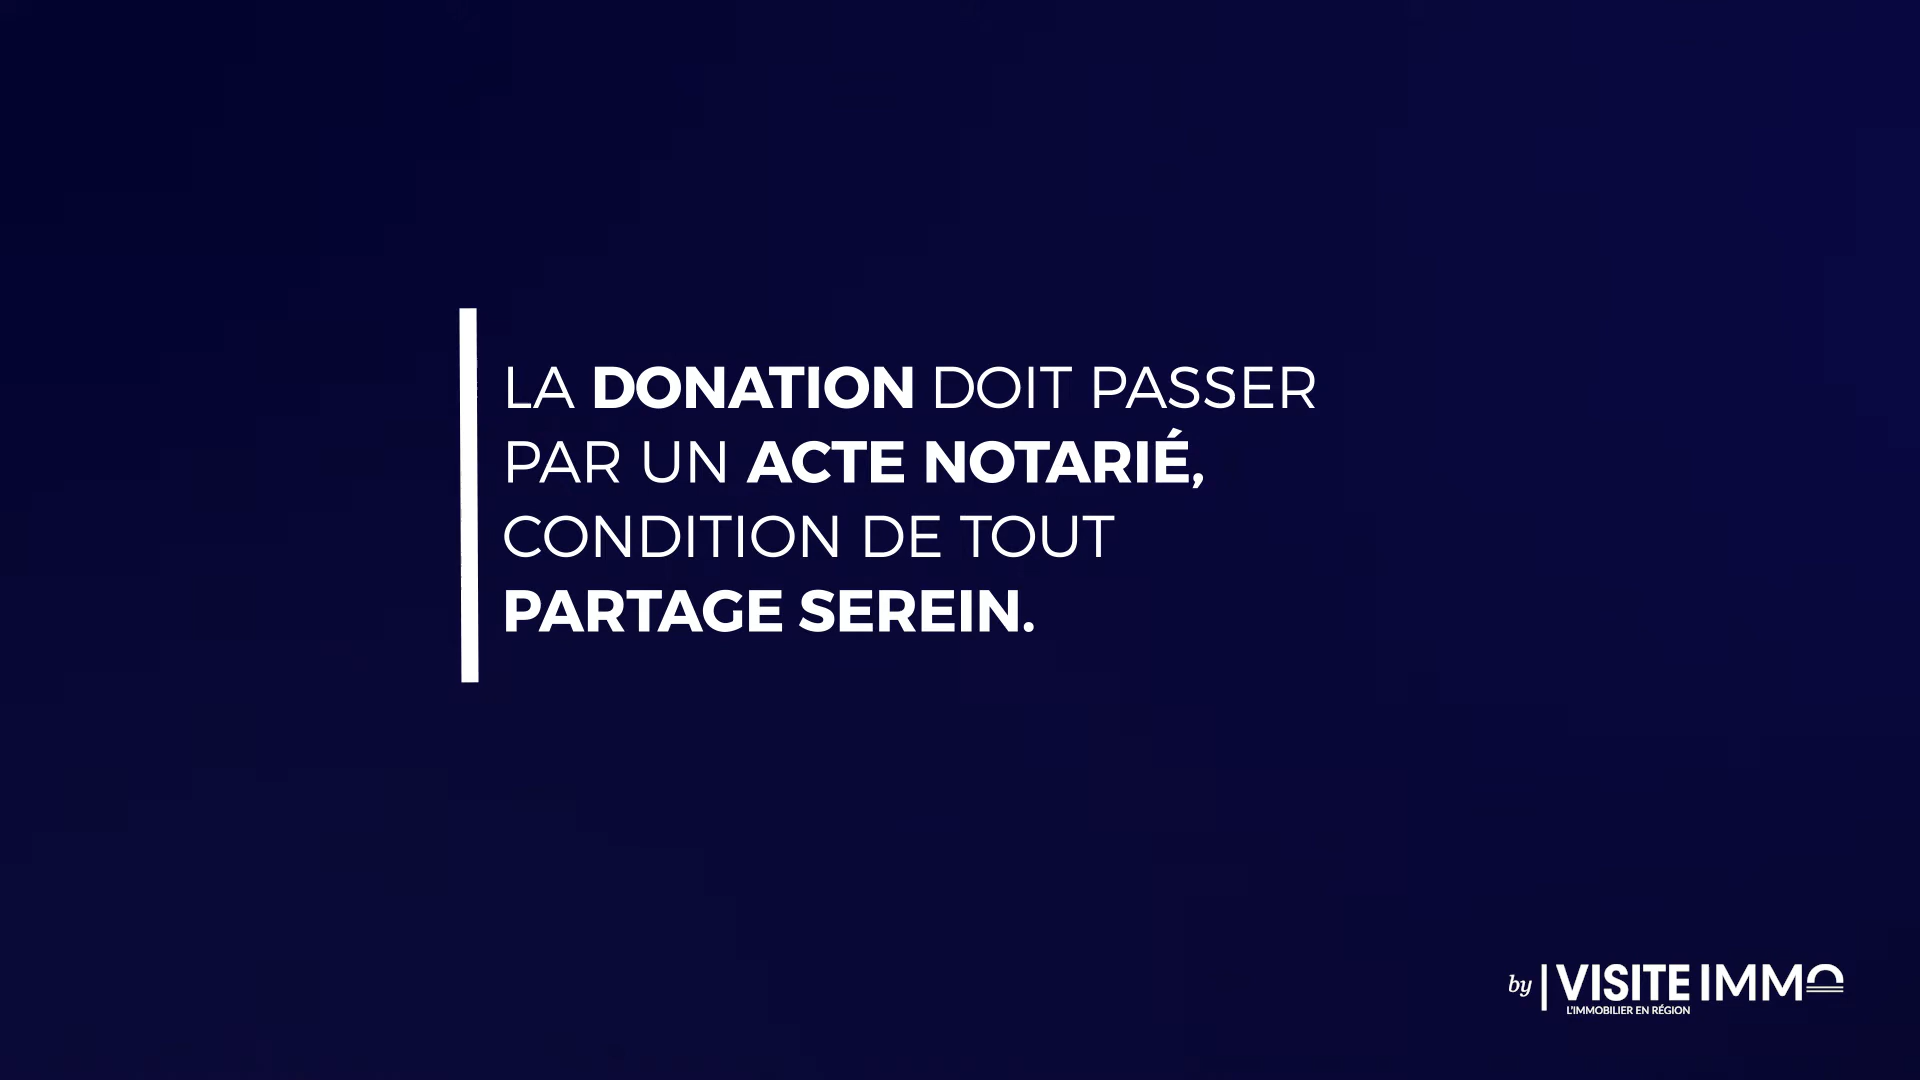 LA DONATION DOIT PASSER
PAR UN ACTE NOTARIÉ,
CONDITION DE TOUT
PARTAGE SEREIN.
by VISITE IMMO
L'IMMOBILIER EN RÉGION